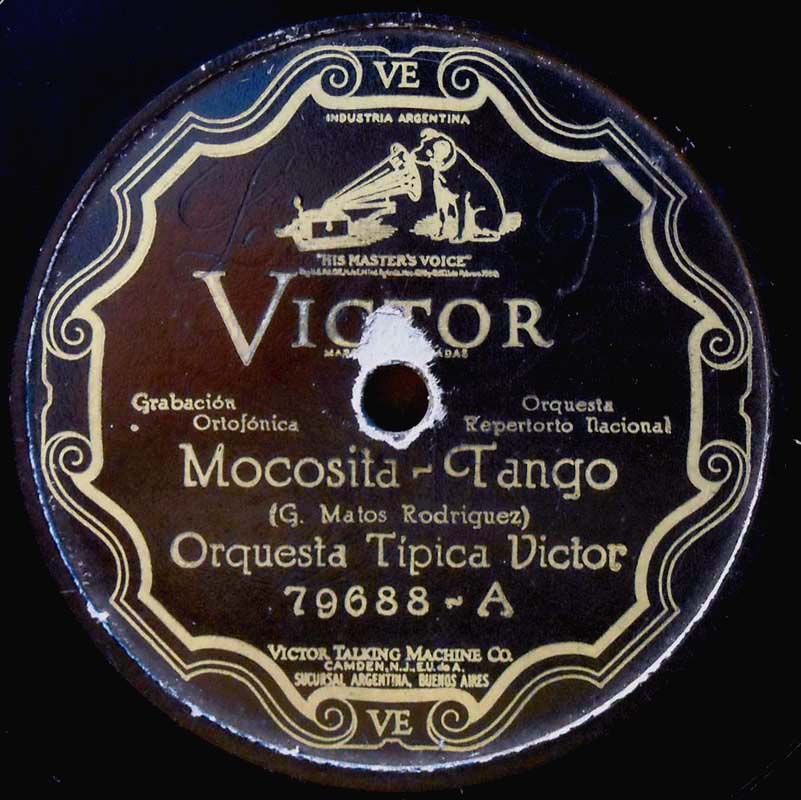 VE
INDUSTRIA ARGENTINA
"HIS MASTER'S VOICE"
VICTOR
Grabación Orquesta
Ortofónica Repertorio Nacional
Mocosita - Tango
(G. Matos Rodriguez)
Orquesta Típica Victor
79688 - A
VICTOR TALKING MACHINE CO.
CAMDEN, N.J., E.U. de A.
SUCURSAL ARGENTINA, BUENOS AIRES
VE